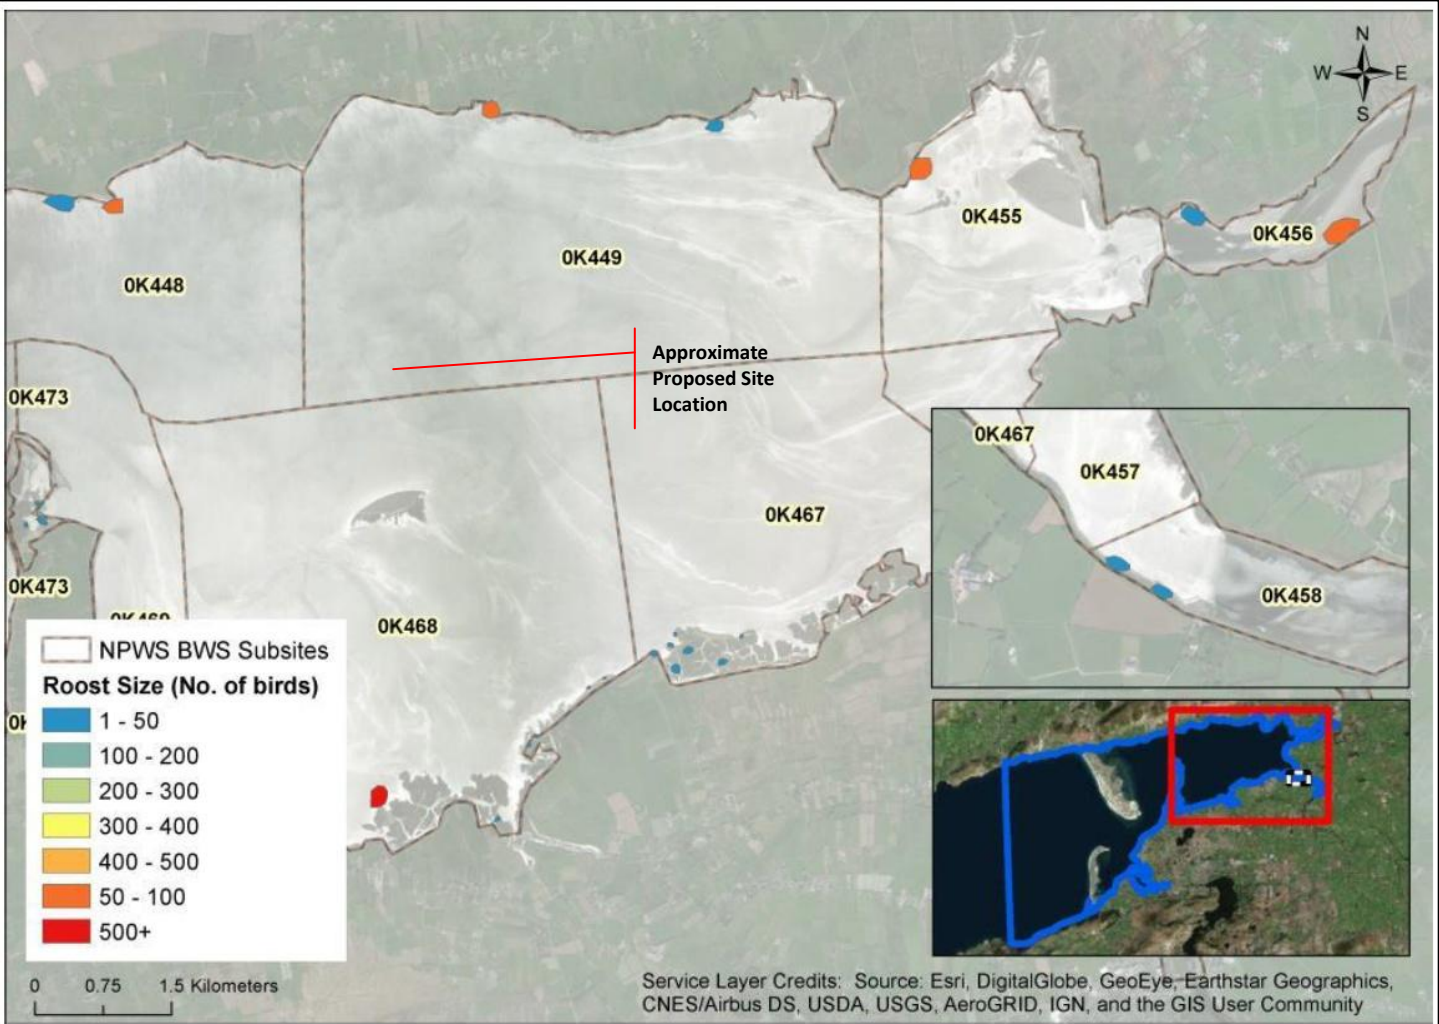 N
W E
S
0K455
0K456
0K449
0K448
Approximate
Proposed Site
Location
0K473
0K467
0K457
0K467
0K473
0K458
0K468
NPWS BWS Subsites
Roost Size (No. of birds)
1 - 50
100 - 200
200 - 300
300 - 400
400 - 500
50 - 100
500+
0 0.75 1.5 Kilometers
Service Layer Credits: Source: Esri, DigitalGlobe, GeoEye, Earthstar Geographics,
CNES/Airbus DS, USDA, USGS, AeroGRID, IGN, and the GIS User Community